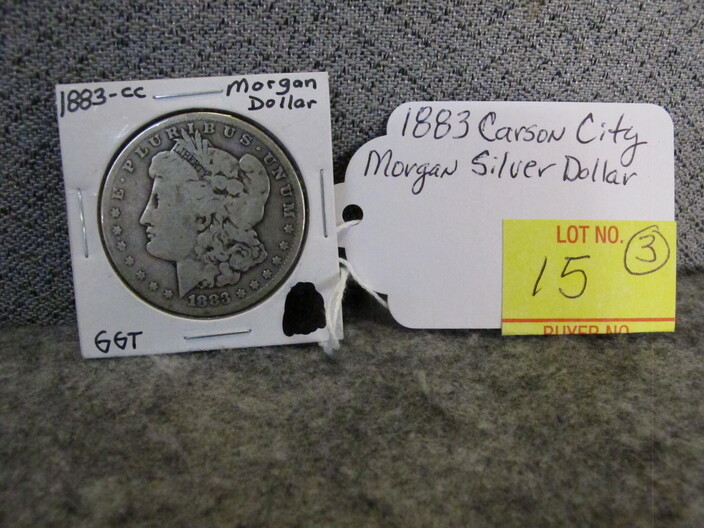 1883-CC
Morgan
Dollar
E·PLURIBUS·UNUM
1883
GGT
1883 Carson City
Morgan Silver Dollar
LOT NO.
15
3
BUYER NO.